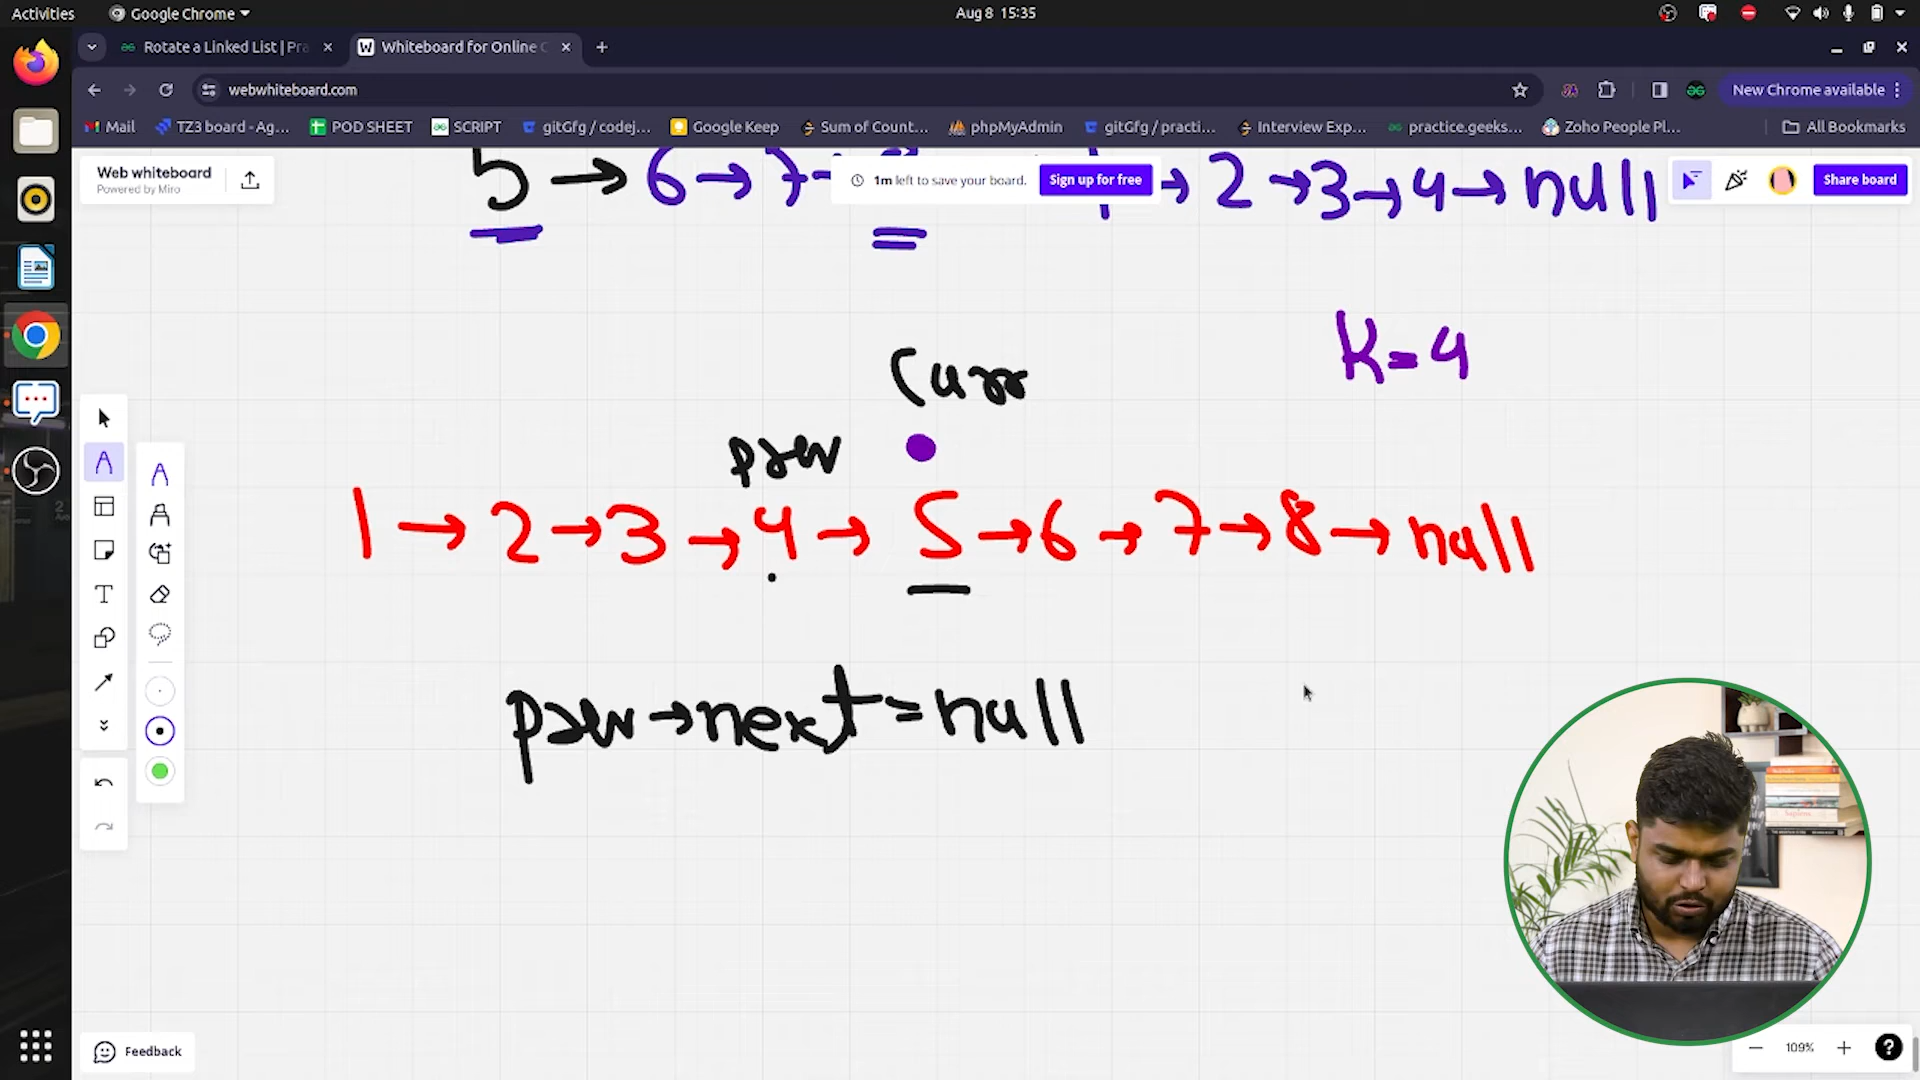 Activities Google Chrome Aug 8 15:35
Rotate a Linked List | Pra Whiteboard for Online C
webwhiteboard.com New Chrome available
Mail TZ3 board - Ag... POD SHEET SCRIPT gitGfg / codej... Google Keep Sum of Count... phpMyAdmin gitGfg / practi... Interview Exp... practice.geeks... Zoho People Pl... All Bookmarks
Web whiteboard
Powered by Miro
1m left to save your board. Sign up for free Share board
5 → 6 → 7 → 2 → 3 → 4 → null
K = 4
Curr
prev
1 → 2 → 3 → 4 → 5 → 6 → 7 → 8 → null
prev → next = null
Feedback
109%